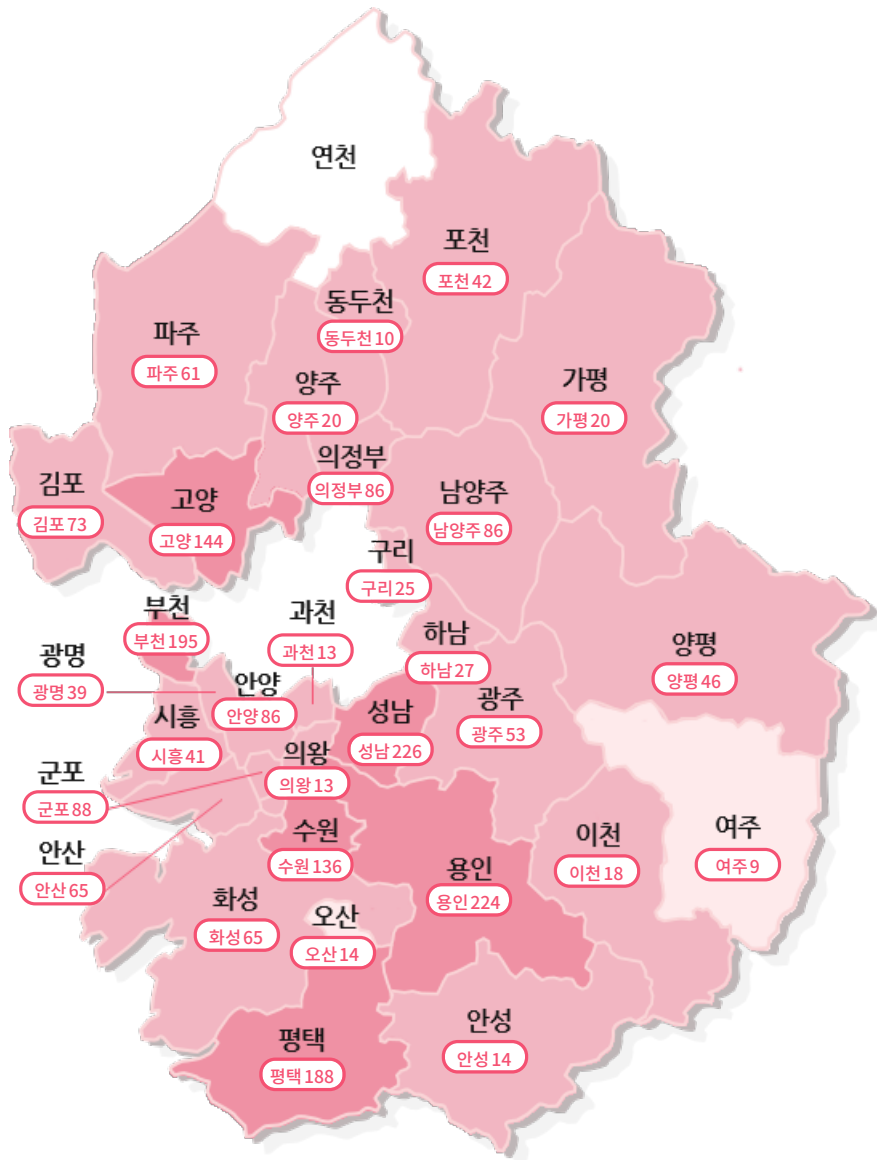 연천
포천
포천 42
동두천
동두천 10
파주
파주 61
양주
양주 20
가평
가평 20
의정부
의정부 86
김포
김포 73
고양
고양 144
남양주
남양주 86
구리
구리 25
부천
부천 195
과천
과천 13
하남
하남 27
양평
양평 46
광명
광명 39
안양
안양 86
시흥
시흥 41
성남
성남 226
광주
광주 53
의왕
의왕 13
군포
군포 88
수원
수원 136
이천
이천 18
여주
여주 9
안산
안산 65
용인
용인 224
화성
화성 65
오산
오산 14
안성
안성 14
평택
평택 188